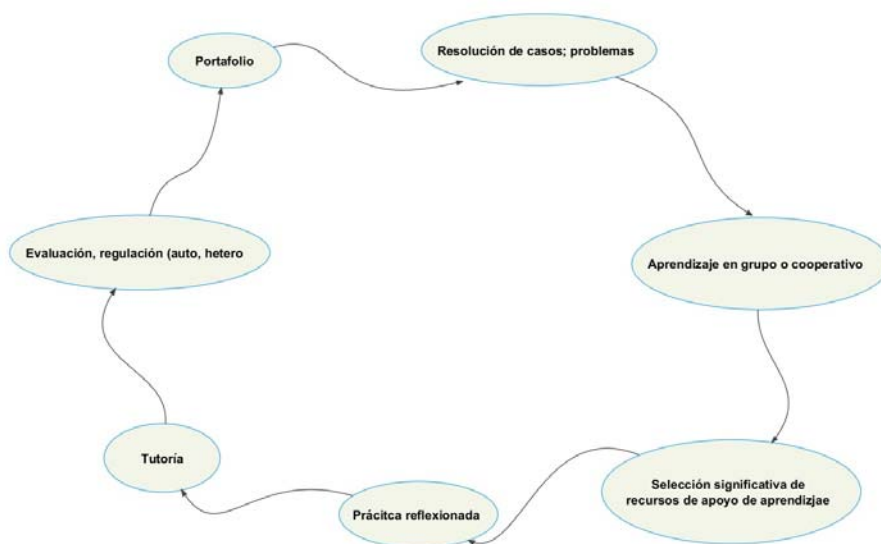 Portafolio
Resolución de casos; problemas
Aprendizaje en grupo o cooperativo
Selección significativa de
recursos de apoyo de aprendizjae
Prácitca reflexionada
Tutoría
Evaluación, regulación (auto, hetero